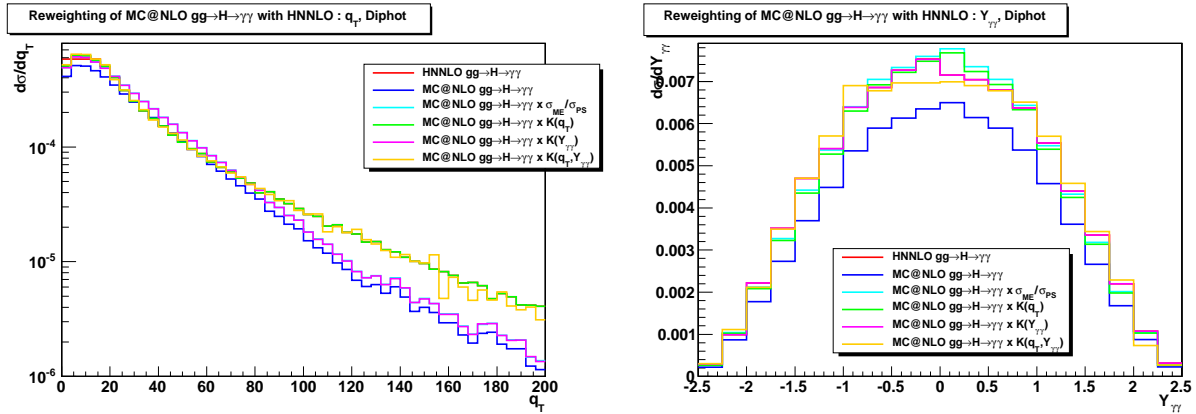 Reweighting of MC@NLO gg→H→γγ with HNNLO : q_T, Diphot
dσ/dq_T
HNNLO gg→H→γγ
MC@NLO gg→H→γγ
MC@NLO gg→H→γγ x σ_ME/σ_PS
MC@NLO gg→H→γγ x K(q_T)
MC@NLO gg→H→γγ x K(Y_γγ)
MC@NLO gg→H→γγ x K(q_T,Y_γγ)
10^-4
10^-5
10^-6
0 20 40 60 80 100 120 140 160 180 200
q_T
Reweighting of MC@NLO gg→H→γγ with HNNLO : Y_γγ, Diphot
dσ/dY_γγ
0.007
0.006
0.005
0.004
0.003
0.002
0.001
HNNLO gg→H→γγ
MC@NLO gg→H→γγ
MC@NLO gg→H→γγ x σ_ME/σ_PS
MC@NLO gg→H→γγ x K(q_T)
MC@NLO gg→H→γγ x K(Y_γγ)
MC@NLO gg→H→γγ x K(q_T,Y_γγ)
-2.5 -2 -1.5 -1 -0.5 0 0.5 1 1.5 2 2.5
Y_γγ